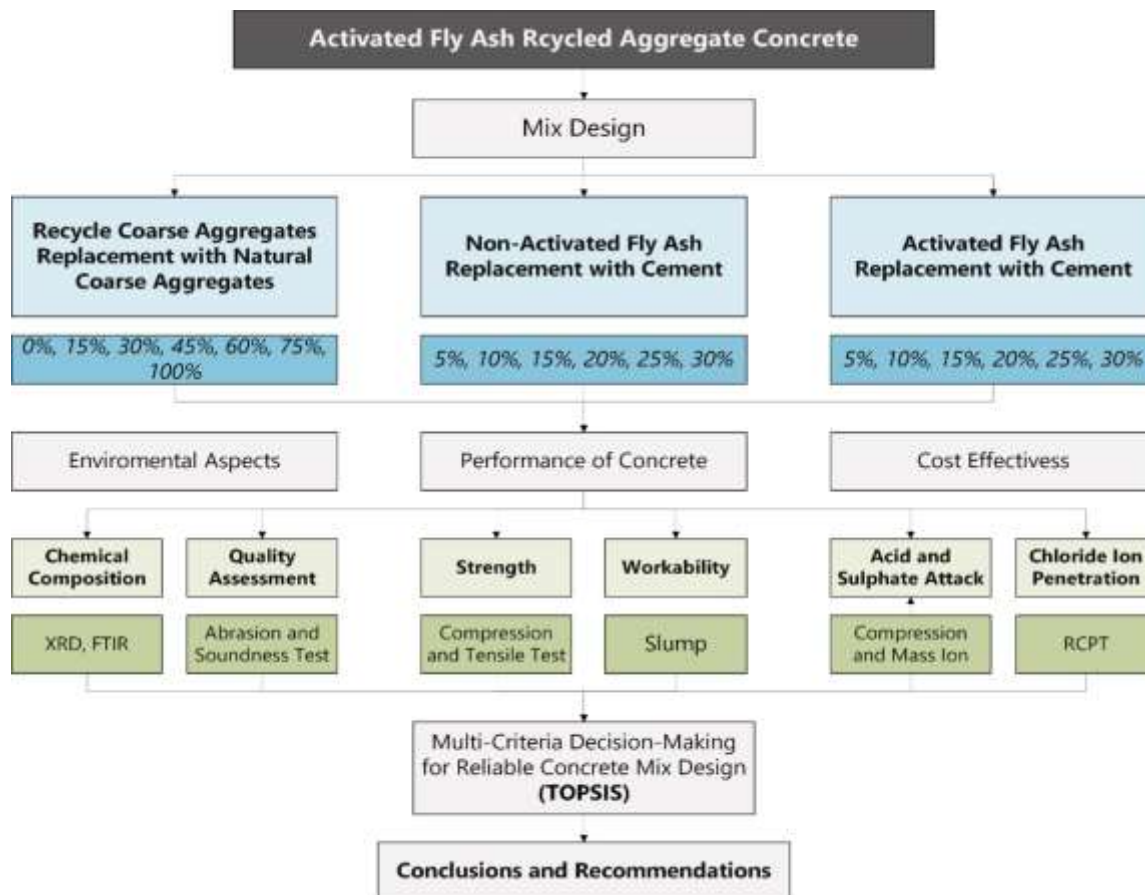 Activated Fly Ash Rcycled Aggregate Concrete
Mix Design
Recycle Coarse Aggregates
Replacement with Natural
Coarse Aggregates
Non-Activated Fly Ash
Replacement with Cement
Activated Fly Ash
Replacement with Cement
0%, 15%, 30%, 45%, 60%, 75%,
100%
5%, 10%, 15%, 20%, 25%, 30%
5%, 10%, 15%, 20%, 25%, 30%
Enviromental Aspects
Performance of Concrete
Cost Effectivess
Chemical
Composition
Quality
Assessment
Strength
Workability
Acid and
Sulphate Attack
Chloride Ion
Penetration
XRD, FTIR
Abrasion and
Soundness Test
Compression
and Tensile Test
Slump
Compression
and Mass Ion
RCPT
Multi-Criteria Decision-Making
for Reliable Concrete Mix Design
(TOPSIS)
Conclusions and Recommendations